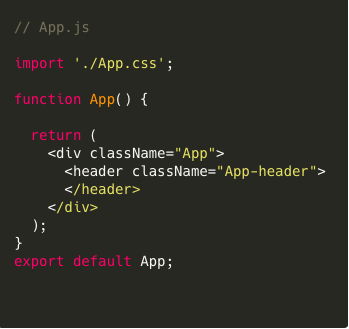 // App.js
import './App.css';
function App() {
return (
<div className="App">
<header className="App-header">
</header>
</div>
);
}
export default App;